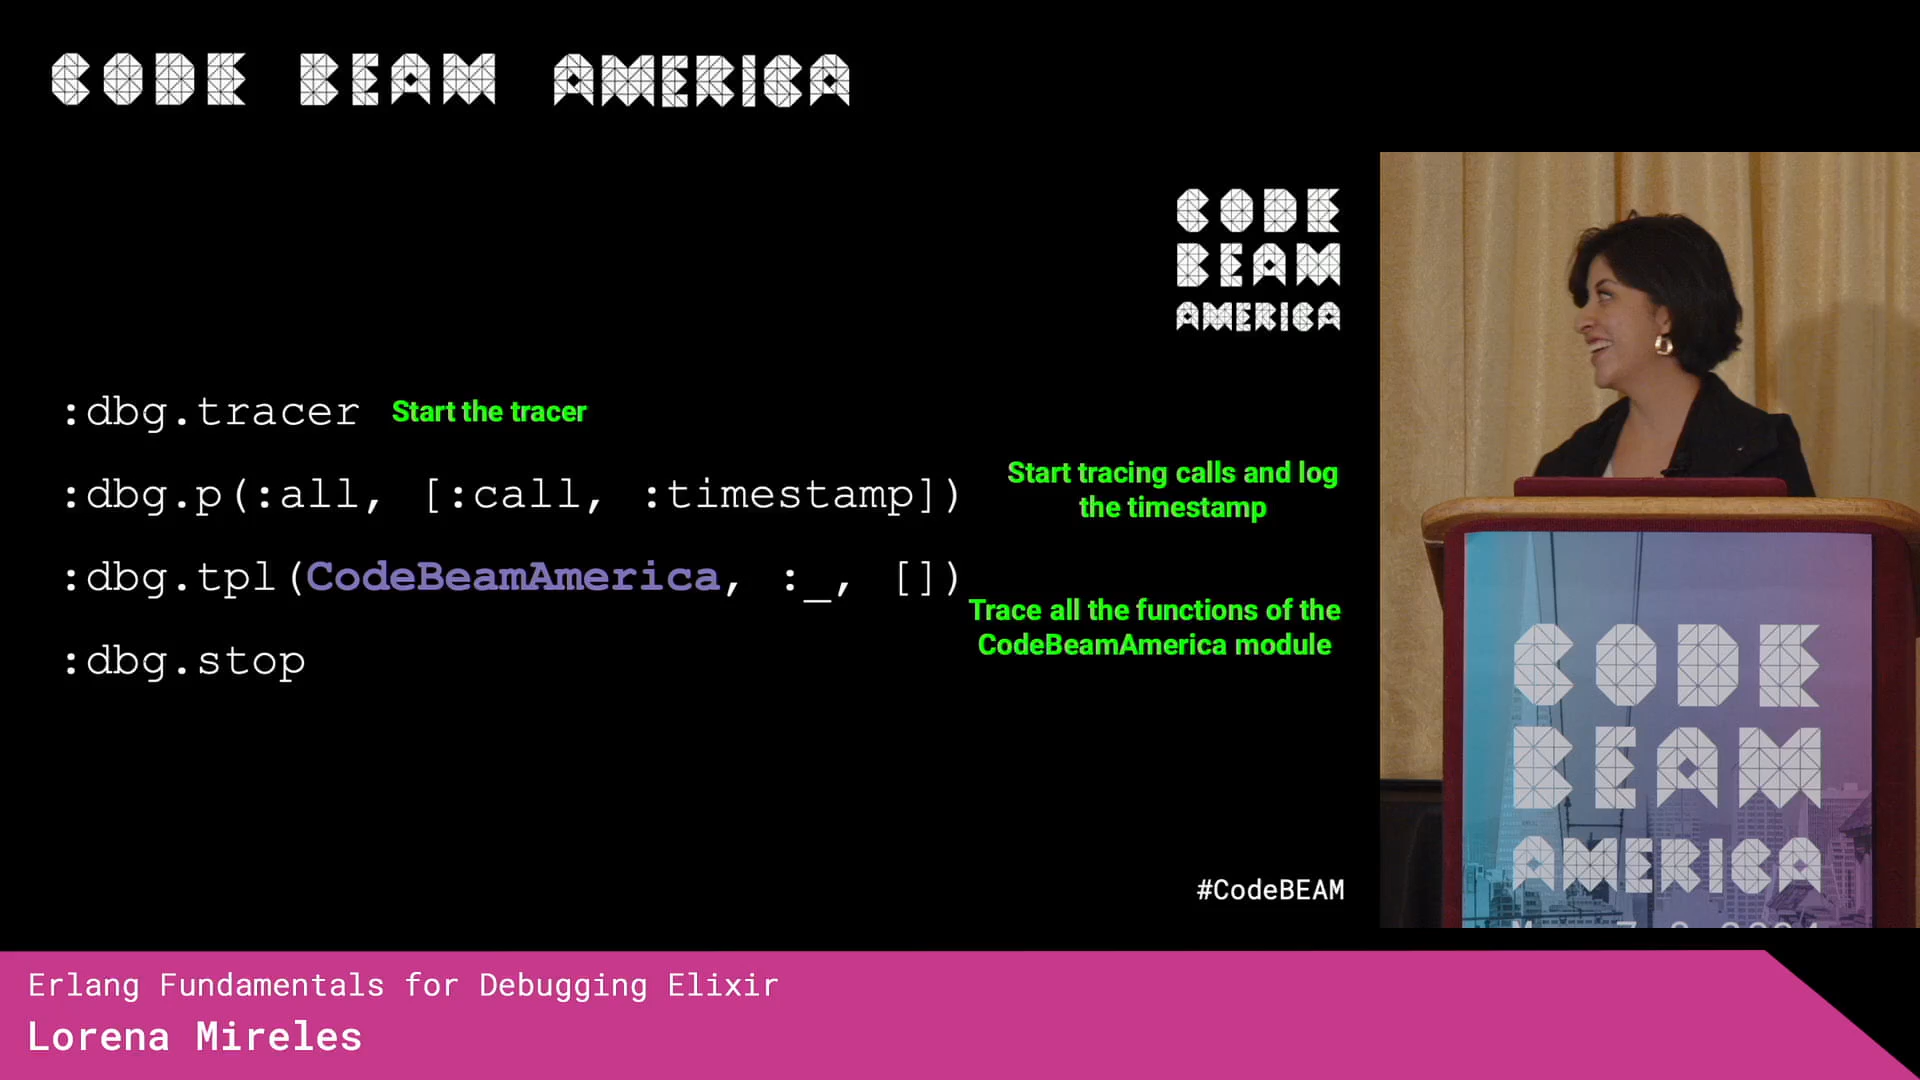 CODE BEAM AMERICA
CODE
BEAM
AMERICA
:dbg.tracer Start the tracer
:dbg.p(:all, [:call, :timestamp]) Start tracing calls and log
the timestamp
:dbg.tpl(CodeBeamAmerica, :_, [])
Trace all the functions of the
CodeBeamAmerica module
:dbg.stop
#CodeBEAM
CODE
BEAM
AMERICA
Erlang Fundamentals for Debugging Elixir
Lorena Mireles